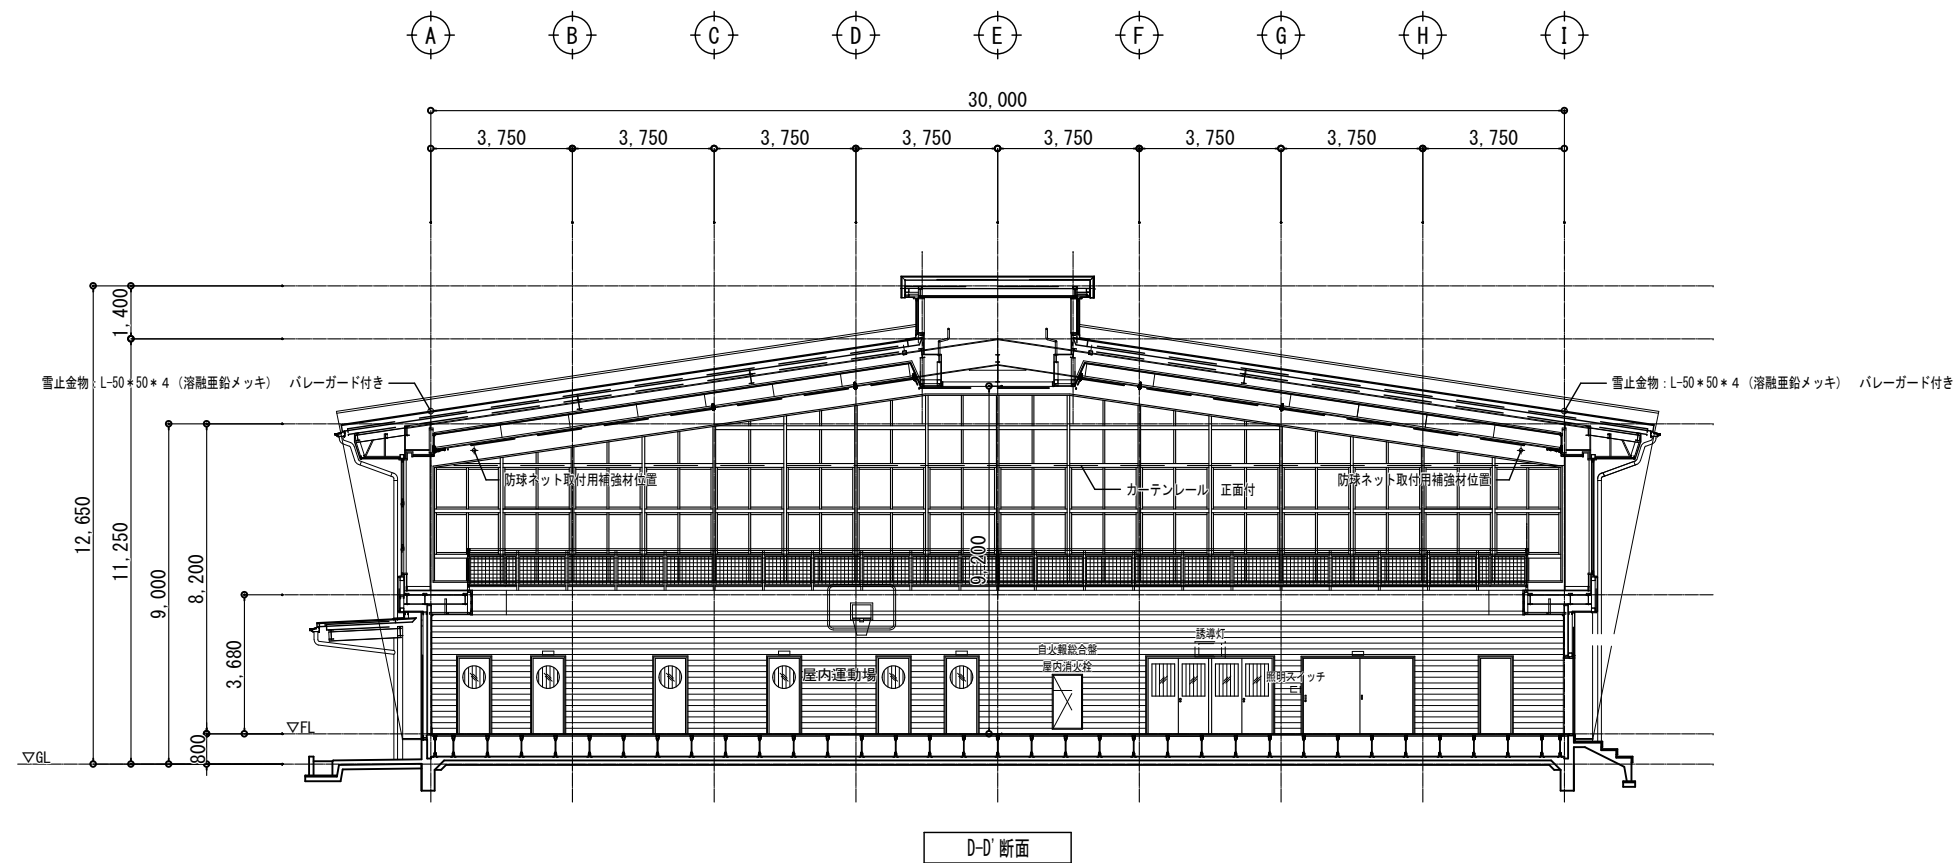 A B C D E F G H I
30,000
3,750 3,750 3,750 3,750 3,750 3,750 3,750 3,750
1,400
雪止金物:L-50*50*4(溶融亜鉛メッキ) バレーガード付き
雪止金物:L-50*50*4(溶融亜鉛メッキ) バレーガード付き
防球ネット取付用補強材位置
カーテンレール 正面付
防球ネット取付用補強材位置
12,650
11,250
9,000
8,200
9,200
3,680
誘導灯
自火報総合盤
屋内消火栓
屋内運動場
照明スイッチ
▽FL
800
▽GL
D-D'断面